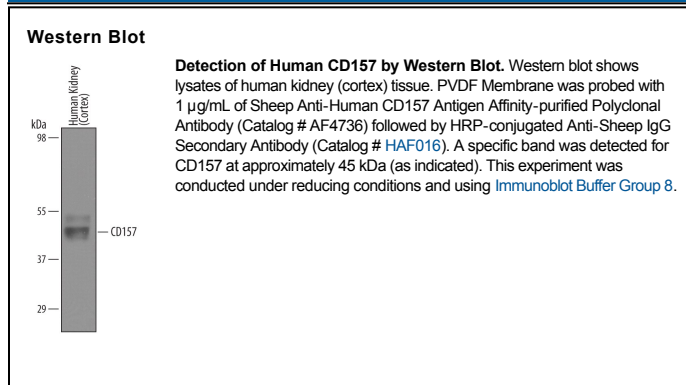 Western Blot
Human Kidney
(Cortex)
kDa
98
55
CD157
37
29
Detection of Human CD157 by Western Blot. Western blot shows
lysates of human kidney (cortex) tissue. PVDF Membrane was probed with
1 µg/mL of Sheep Anti-Human CD157 Antigen Affinity-purified Polyclonal
Antibody (Catalog # AF4736) followed by HRP-conjugated Anti-Sheep IgG
Secondary Antibody (Catalog # HAF016). A specific band was detected for
CD157 at approximately 45 kDa (as indicated). This experiment was
conducted under reducing conditions and using Immunoblot Buffer Group 8.